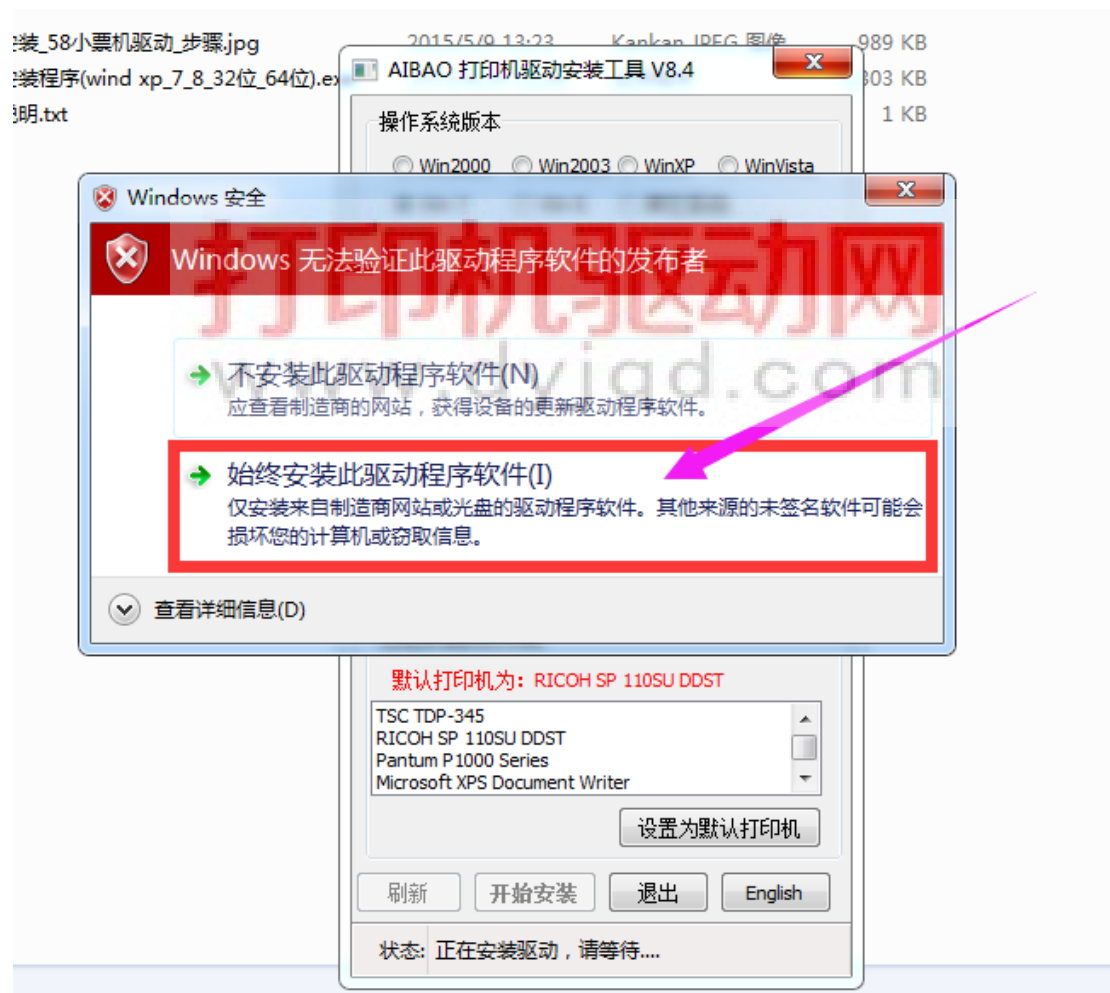 装_58小票机驱动_步骤.jpg 2015/5/9 13:23 Kankan JPEG 图像 989 KB
装程序(wind xp_7_8_32位_64位).ex 303 KB
明.txt 1 KB
AIBAO 打印机驱动安装工具 V8.4
操作系统版本
Win2000 Win2003 WinXP WinVista
Windows 安全
Windows 无法验证此驱动程序软件的发布者
打印机驱动网
www.dyjqd.com
不安装此驱动程序软件(N)
应查看制造商的网站，获得设备的更新驱动程序软件。
始终安装此驱动程序软件(I)
仅安装来自制造商网站或光盘的驱动程序软件。其他来源的未签名软件可能会
损坏您的计算机或窃取信息。
查看详细信息(D)
默认打印机为: RICOH SP 110SU DDST
TSC TDP-345
RICOH SP 110SU DDST
Pantum P1000 Series
Microsoft XPS Document Writer
设置为默认打印机
刷新 开始安装 退出 English
状态: 正在安装驱动，请等待....